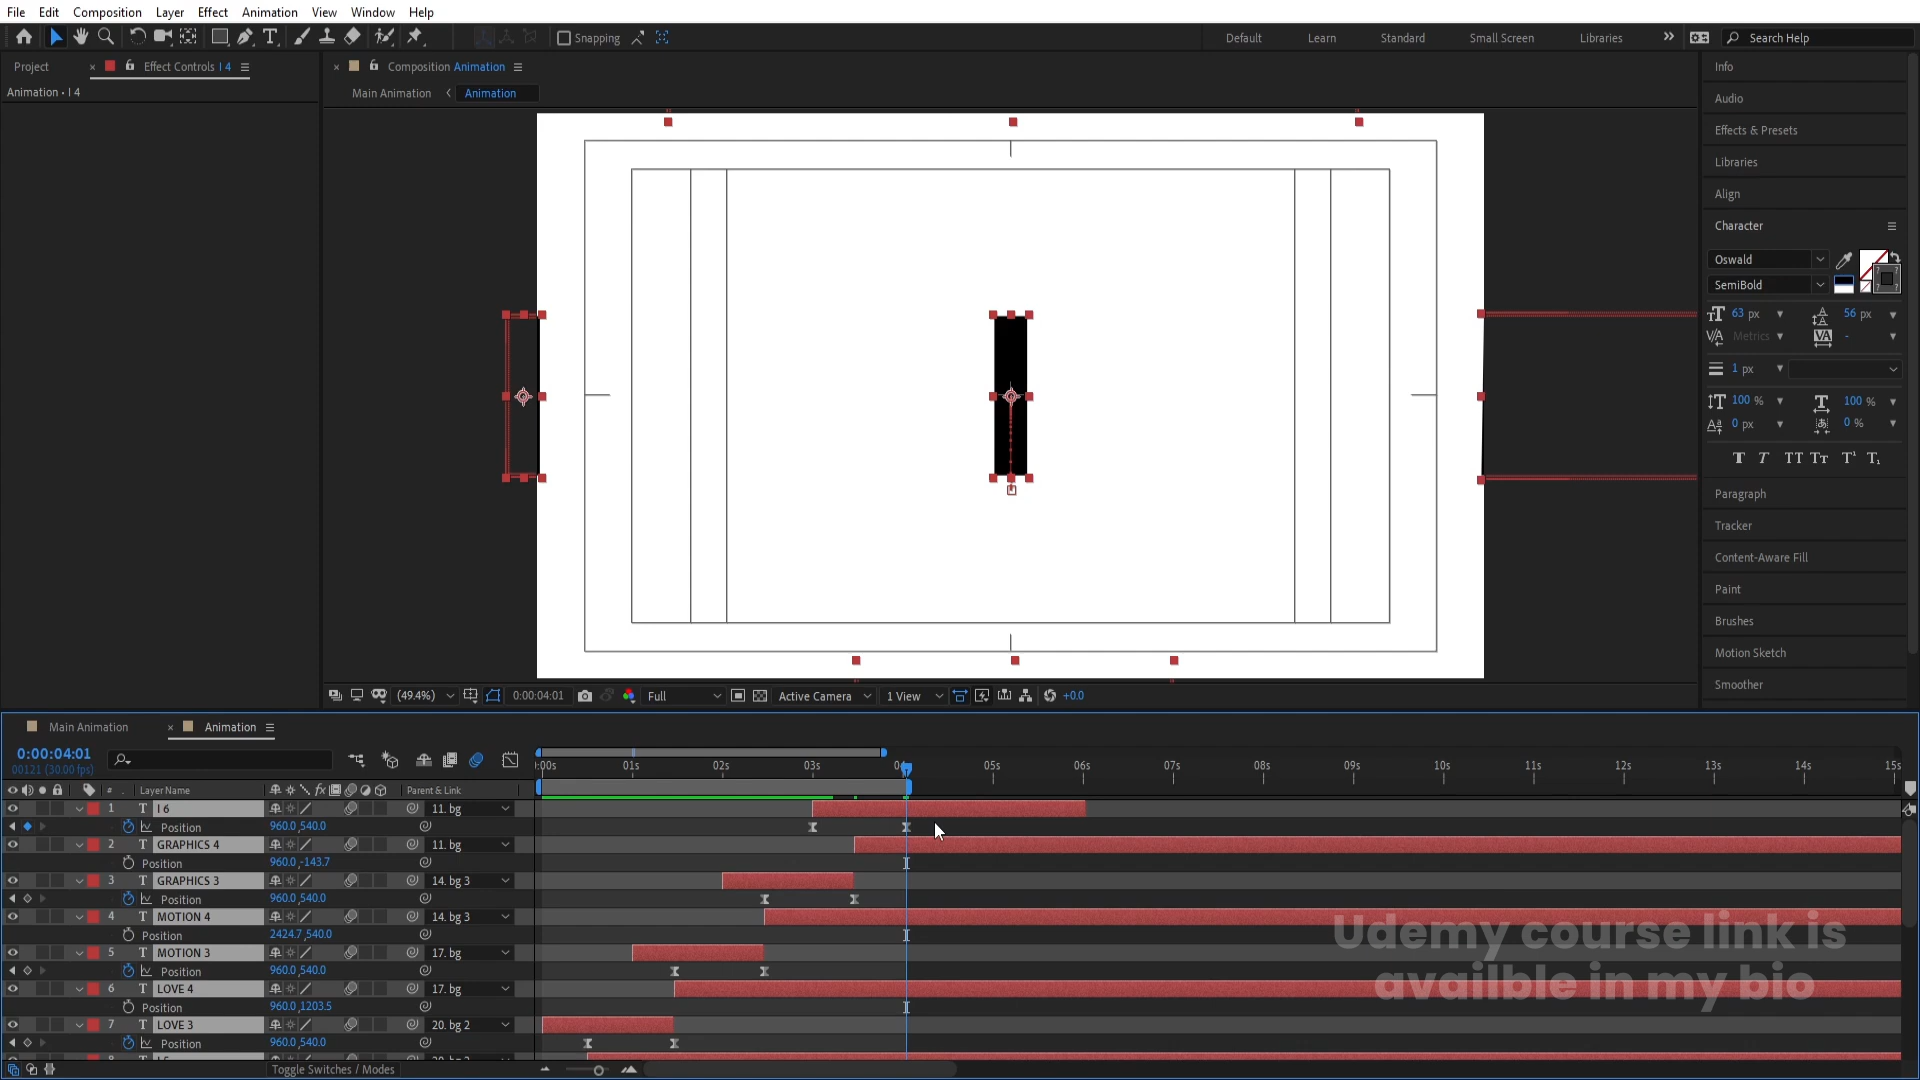 File Edit Composition Layer Effect Animation View Window Help
Snapping Default Learn Standard Small Screen Libraries Search Help
Project Effect Controls I 4 Composition Animation
Animation • I 4
Main Animation Animation
Info
Audio
Effects & Presets
Libraries
Align
Character
Oswald
SemiBold
63 px 56 px
Metrics -
1 px
100 % 100 %
0 px 0 %
Paragraph
Tracker
Content-Aware Fill
Paint
Brushes
Motion Sketch
Smoother
(49.4%) 0:00:04:01 Full Active Camera 1 View +0.0
Main Animation Animation
0:00:04:01
00121 (30.00 fps)
:00s 01s 02s 03s 05s 06s 07s 08s 09s 10s 11s 12s 13s 14s 15s
# Layer Name Parent & Link
1 T I 6 11. bg
Position 960.0,540.0
2 T GRAPHICS 4 11. bg
Position 960.0,-143.7
3 T GRAPHICS 3 14. bg 3
Position 960.0,540.0
4 T MOTION 4 14. bg 3
Position 2424.7,540.0
5 T MOTION 3 17. bg
Position 960.0,540.0
6 T LOVE 4 17. bg
Position 960.0,1203.5
7 T LOVE 3 20. bg 2
Position 960.0,540.0
Toggle Switches / Modes
Udemy course link is
availble in my bio